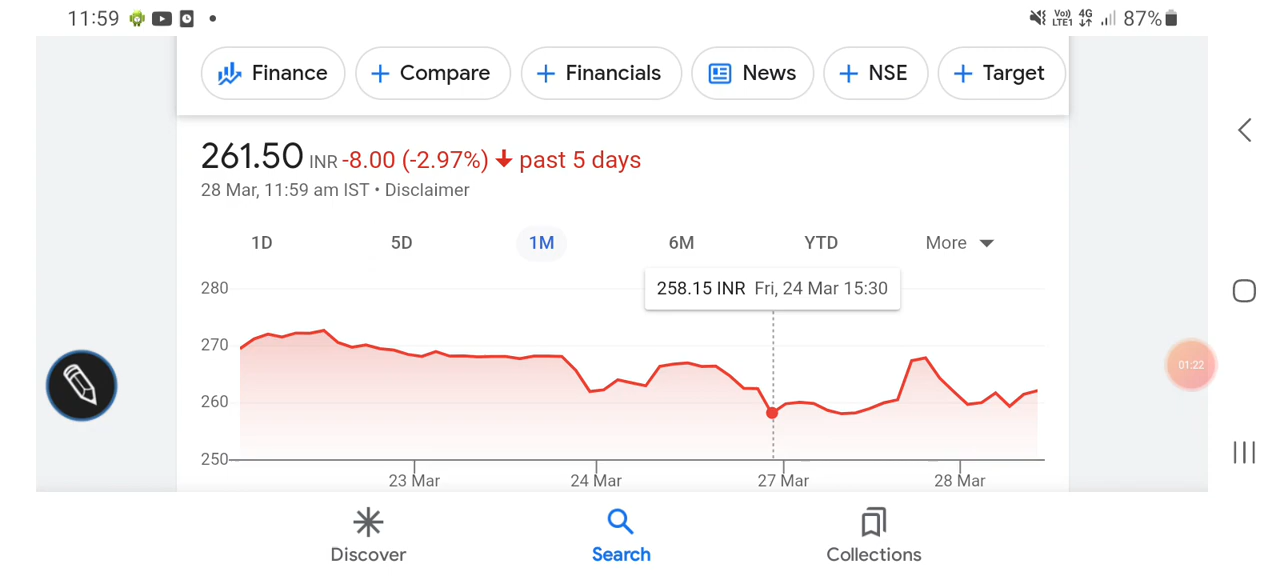 11:59
Vo)) LTE1 4G 87%
Finance Compare Financials News NSE Target
261.50 INR -8.00 (-2.97%) past 5 days
28 Mar, 11:59 am IST • Disclaimer
1D 5D 1M 6M YTD More
258.15 INR Fri, 24 Mar 15:30
280
270
260
250
23 Mar 24 Mar 27 Mar 28 Mar
01:22
Discover Search Collections